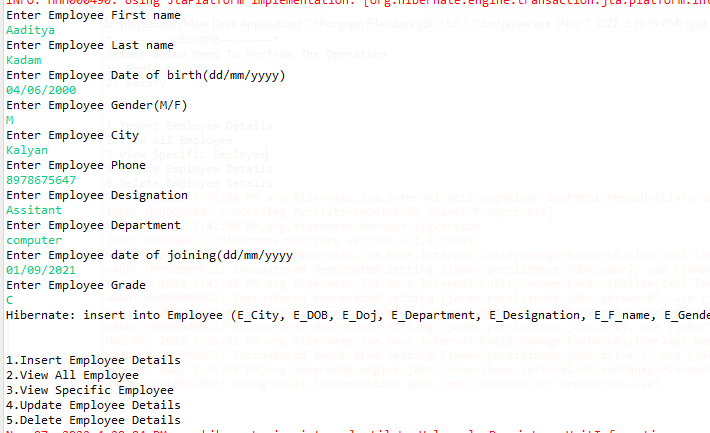 INFO: HHH000490: Using JtaPlatform implementation: [org.hibernate.engine.transaction.jta.platform.in
Enter Employee First name
Aaditya
Enter Employee Last name
Kadam
Enter Employee Date of birth(dd/mm/yyyy)
04/06/2000
Enter Employee Gender(M/F)
M
Enter Employee City
Kalyan
Enter Employee Phone
8978675647
Enter Employee Designation
Assitant
Enter Employee Department
computer
Enter Employee date of joining(dd/mm/yyyy
01/09/2021
Enter Employee Grade
C
Hibernate: insert into Employee (E_City, E_DOB, E_Doj, E_Department, E_Designation, E_F_name, E_Gende
1.Insert Employee Details
2.View All Employee
3.View Specific Employee
4.Update Employee Details
5.Delete Employee Details